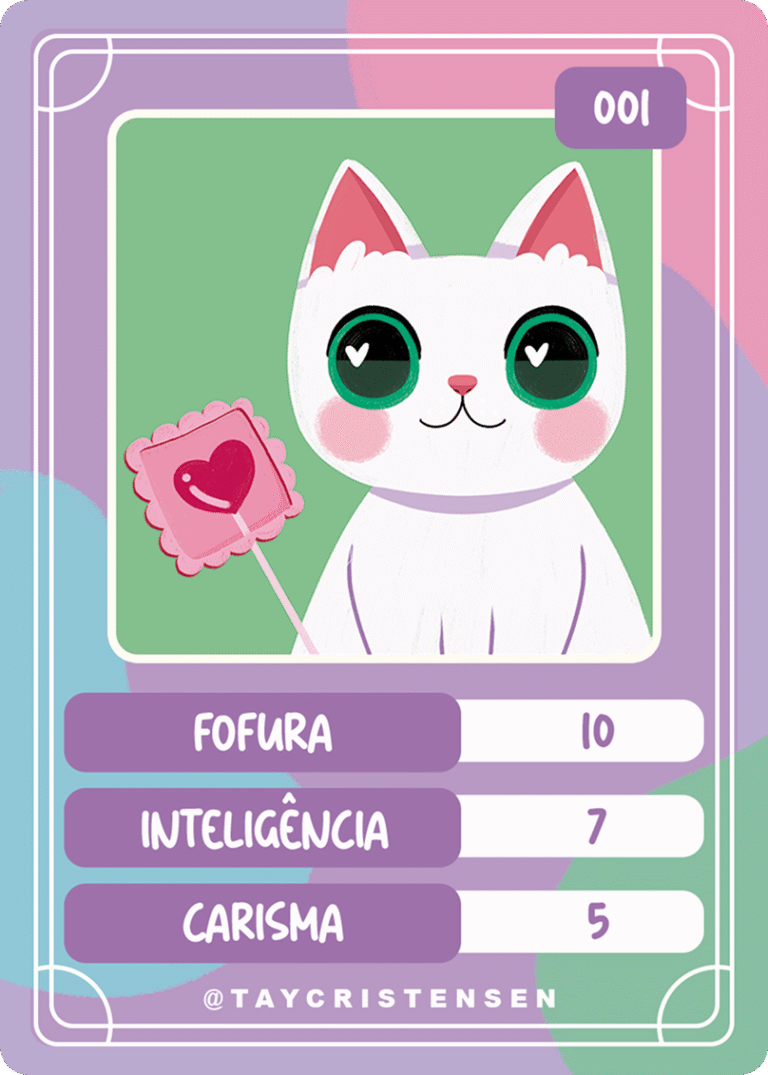 001
FOFURA 10
INTELIGÊNCIA 7
CARISMA 5
@TAYCRISTENSEN